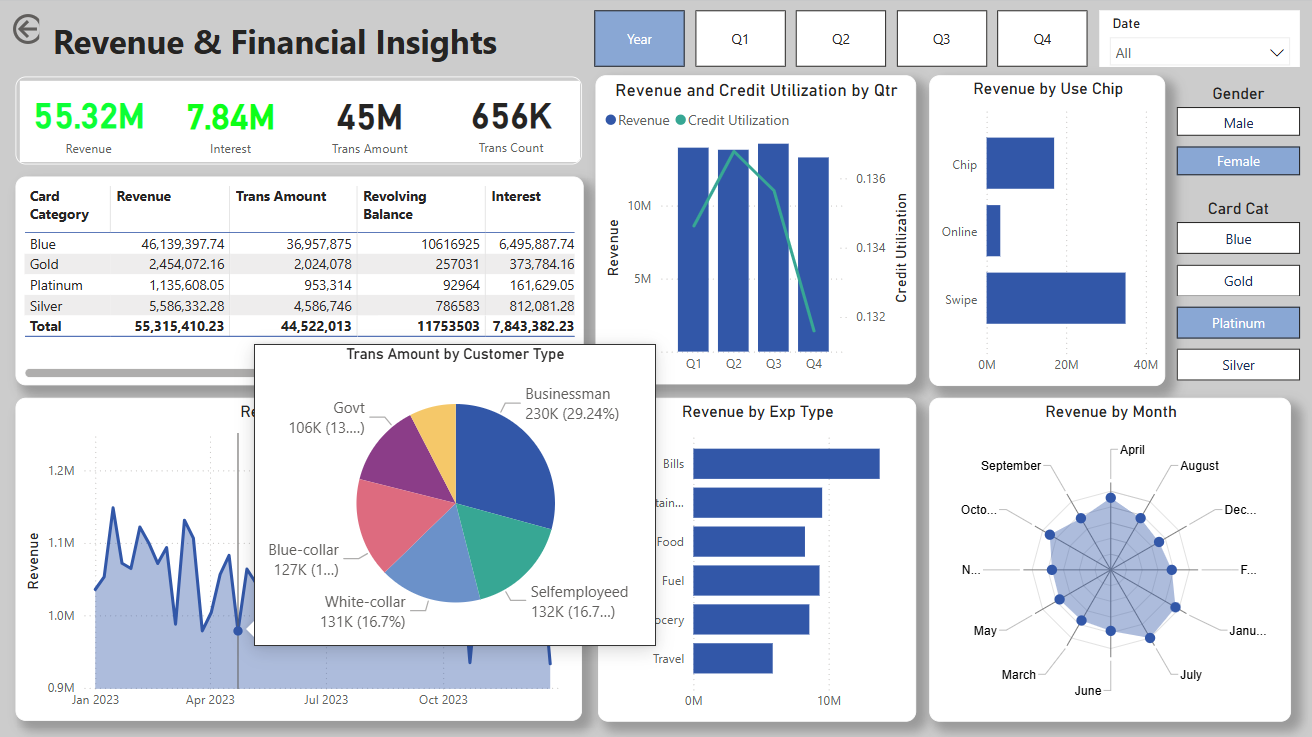 Revenue & Financial Insights
Year
Q1
Q2
Q3
Q4
Date
All
55.32M
Revenue
7.84M
Interest
45M
Trans Amount
656K
Trans Count
Card Category Revenue Trans Amount Revolving Balance Interest
Blue 46,139,397.74 36,957,875 10616925 6,495,887.74
Gold 2,454,072.16 2,024,078 257031 373,784.16
Platinum 1,135,608.05 953,314 92964 161,629.05
Silver 5,586,332.28 4,586,746 786583 812,081.28
Total 55,315,410.23 44,522,013 11753503 7,843,382.23
Revenue and Credit Utilization by Qtr
Revenue Credit Utilization
Revenue
10M
5M
Q1 Q2 Q3 Q4
0.136
0.134
0.132
Credit Utilization
Revenue by Use Chip
Chip
Online
Swipe
0M 20M 40M
Gender
Male
Female
Card Cat
Blue
Gold
Platinum
Silver
Trans Amount by Customer Type
Businessman
230K (29.24%)
Selfemployeed
132K (16.7...)
White-collar
131K (16.7%)
Blue-collar
127K (1...)
Govt
106K (13....)
Re
Revenue
1.2M
1.1M
1.0M
0.9M
Jan 2023 Apr 2023 Jul 2023 Oct 2023
Revenue by Exp Type
Bills
tain...
Food
Fuel
ocery
Travel
0M 10M
Revenue by Month
April
August
Dec...
F...
Janu...
July
June
March
May
N...
Octo...
September